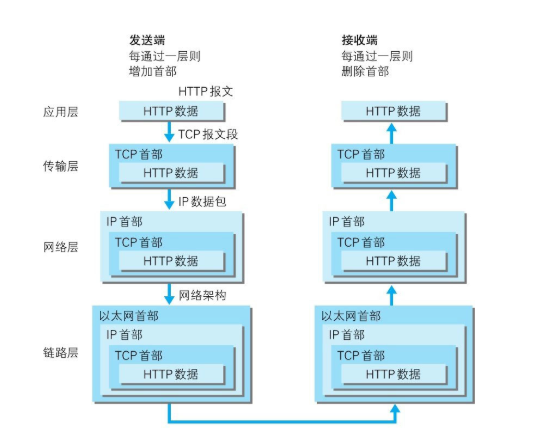 发送端
每通过一层则
增加首部
接收端
每通过一层则
删除首部
HTTP 报文
应用层
HTTP 数据
HTTP 数据
TCP 报文段
传输层
TCP 首部
HTTP 数据
TCP 首部
HTTP 数据
IP 数据包
网络层
IP 首部
TCP 首部
HTTP 数据
IP 首部
TCP 首部
HTTP 数据
网络架构
链路层
以太网首部
IP 首部
TCP 首部
HTTP 数据
以太网首部
IP 首部
TCP 首部
HTTP 数据